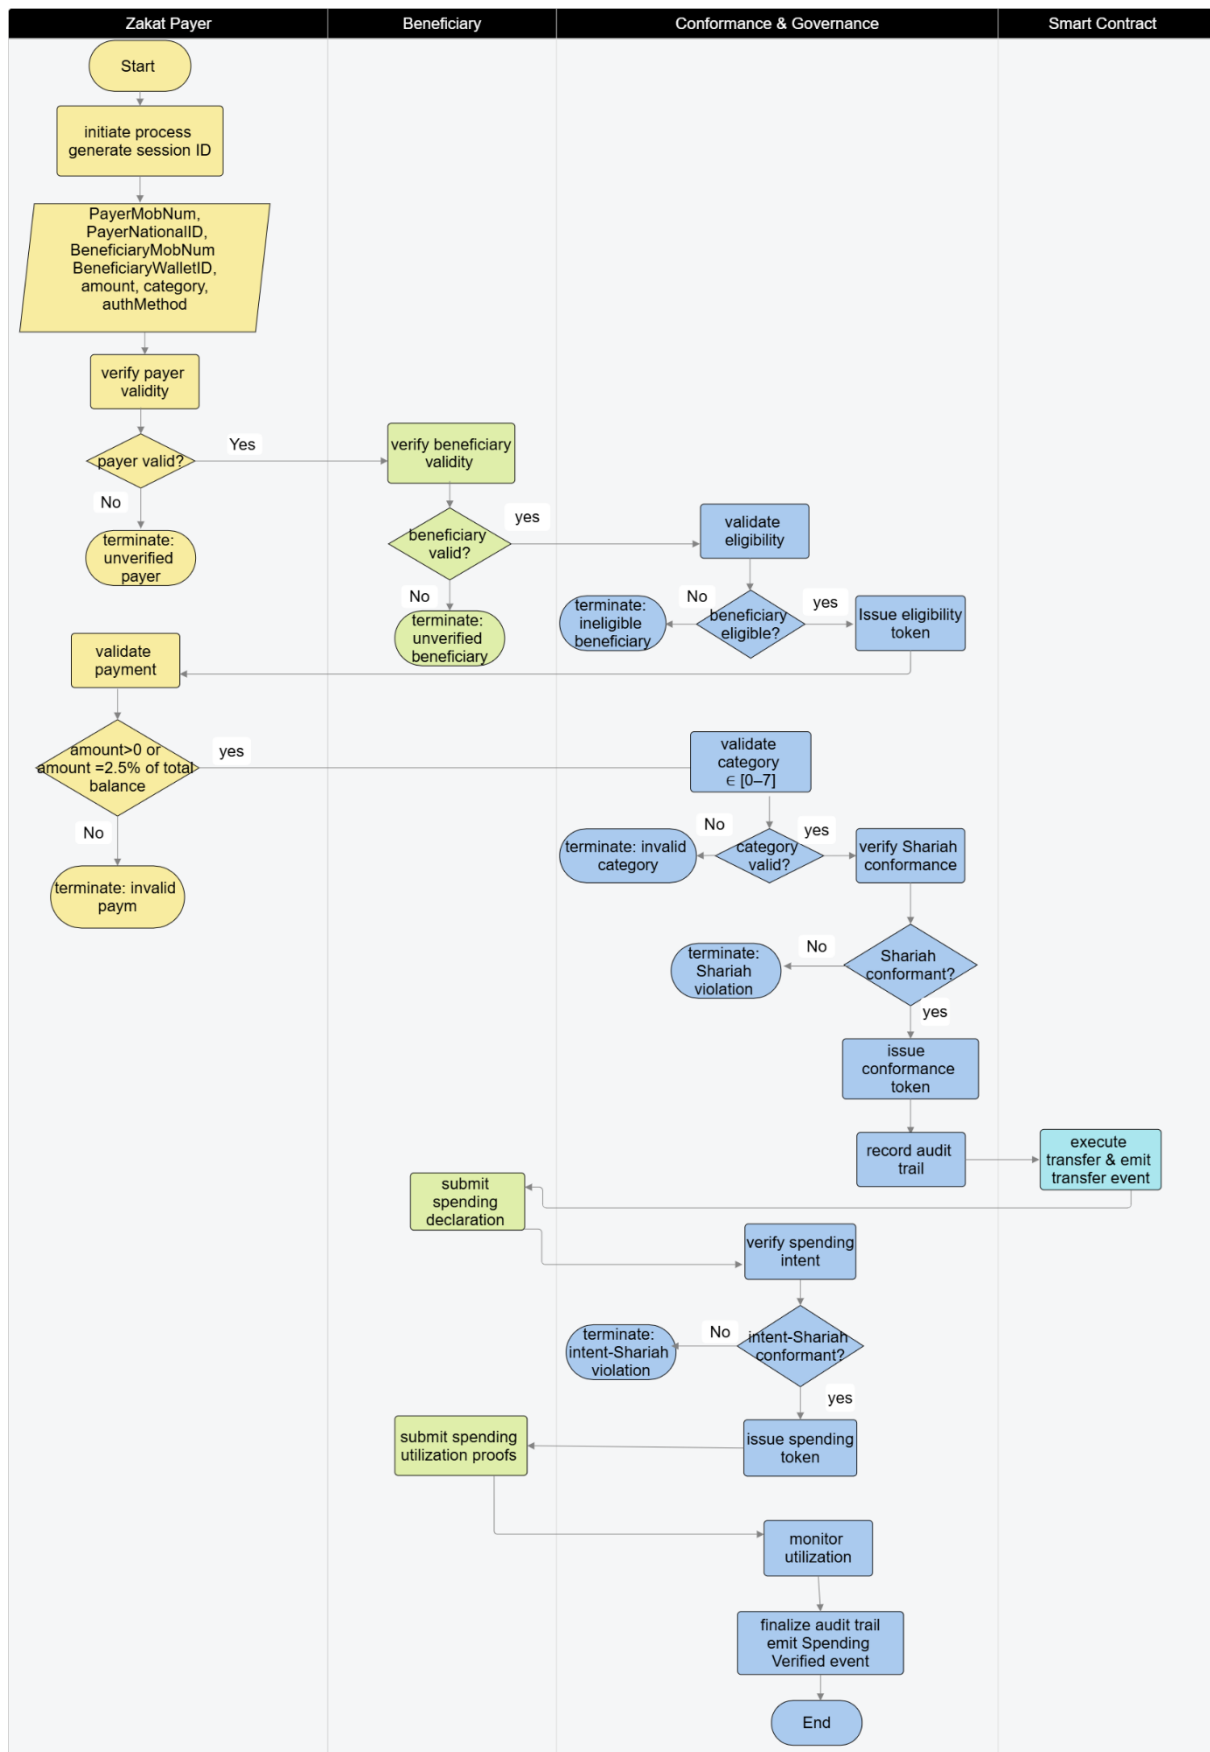 Zakat Payer
Beneficiary
Conformance & Governance
Smart Contract
Start
initiate process
generate session ID
PayerMobNum,
PayerNationalID,
BeneficiaryMobNum
BeneficiaryWalletID,
amount, category,
authMethod
verify payer
validity
payer valid?
Yes
No
terminate:
unverified
payer
verify beneficiary
validity
beneficiary
valid?
yes
No
terminate:
unverified
beneficiary
validate
eligibility
beneficiary
eligible?
No
terminate:
ineligible
beneficiary
yes
Issue eligibility
token
validate
payment
amount>0 or
amount =2.5% of total
balance
yes
No
terminate: invalid
paym
validate
category
∈ [0–7]
category
valid?
No
terminate: invalid
category
yes
verify Shariah
conformance
Shariah
conformant?
No
terminate:
Shariah
violation
yes
issue
conformance
token
record audit
trail
execute
transfer & emit
transfer event
submit
spending
declaration
verify spending
intent
intent-Shariah
conformant?
No
terminate:
intent-Shariah
violation
yes
issue spending
token
submit spending
utilization proofs
monitor
utilization
finalize audit trail
emit Spending
Verified event
End